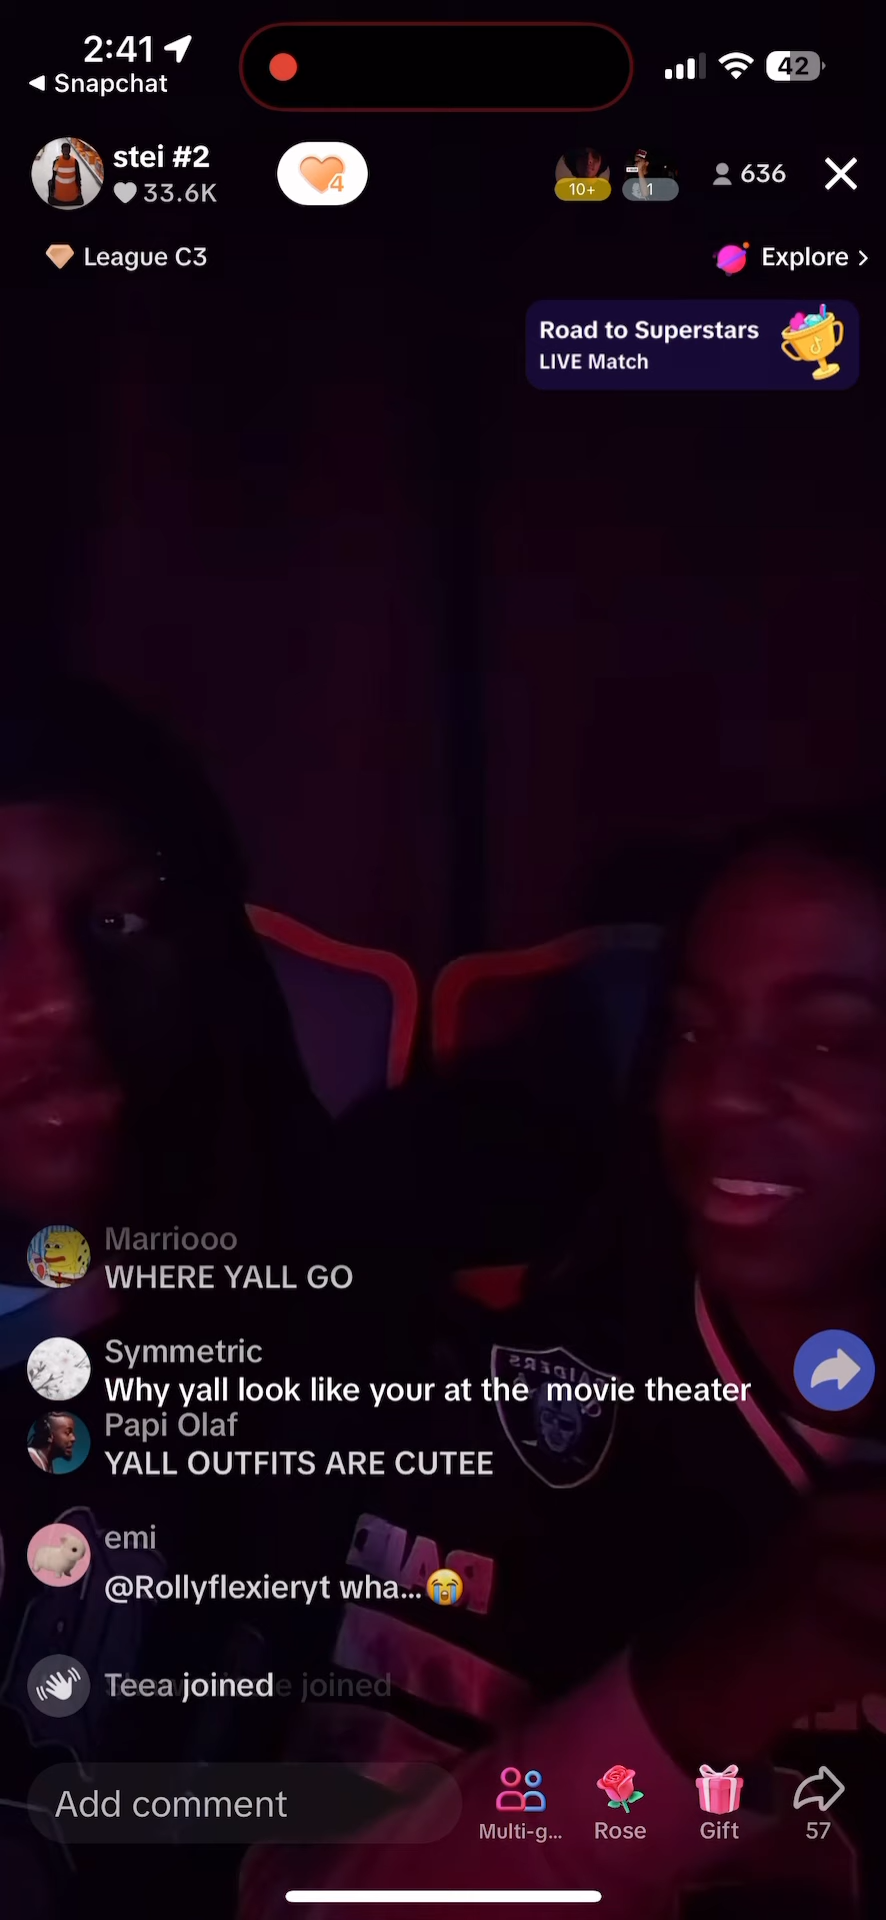 2:41
Snapchat
42
stei #2
33.6K
4
10+
1
636
League C3
Explore
Road to Superstars
LIVE Match
Marriooo
WHERE YALL GO
Symmetric
Why yall look like your at the movie theater
RAIDERS
Papi Olaf
YALL OUTFITS ARE CUTEE
emi
@Rollyflexieryt wha...😭
Teea joined
joined
Add comment
Multi-g...
Rose
Gift
57